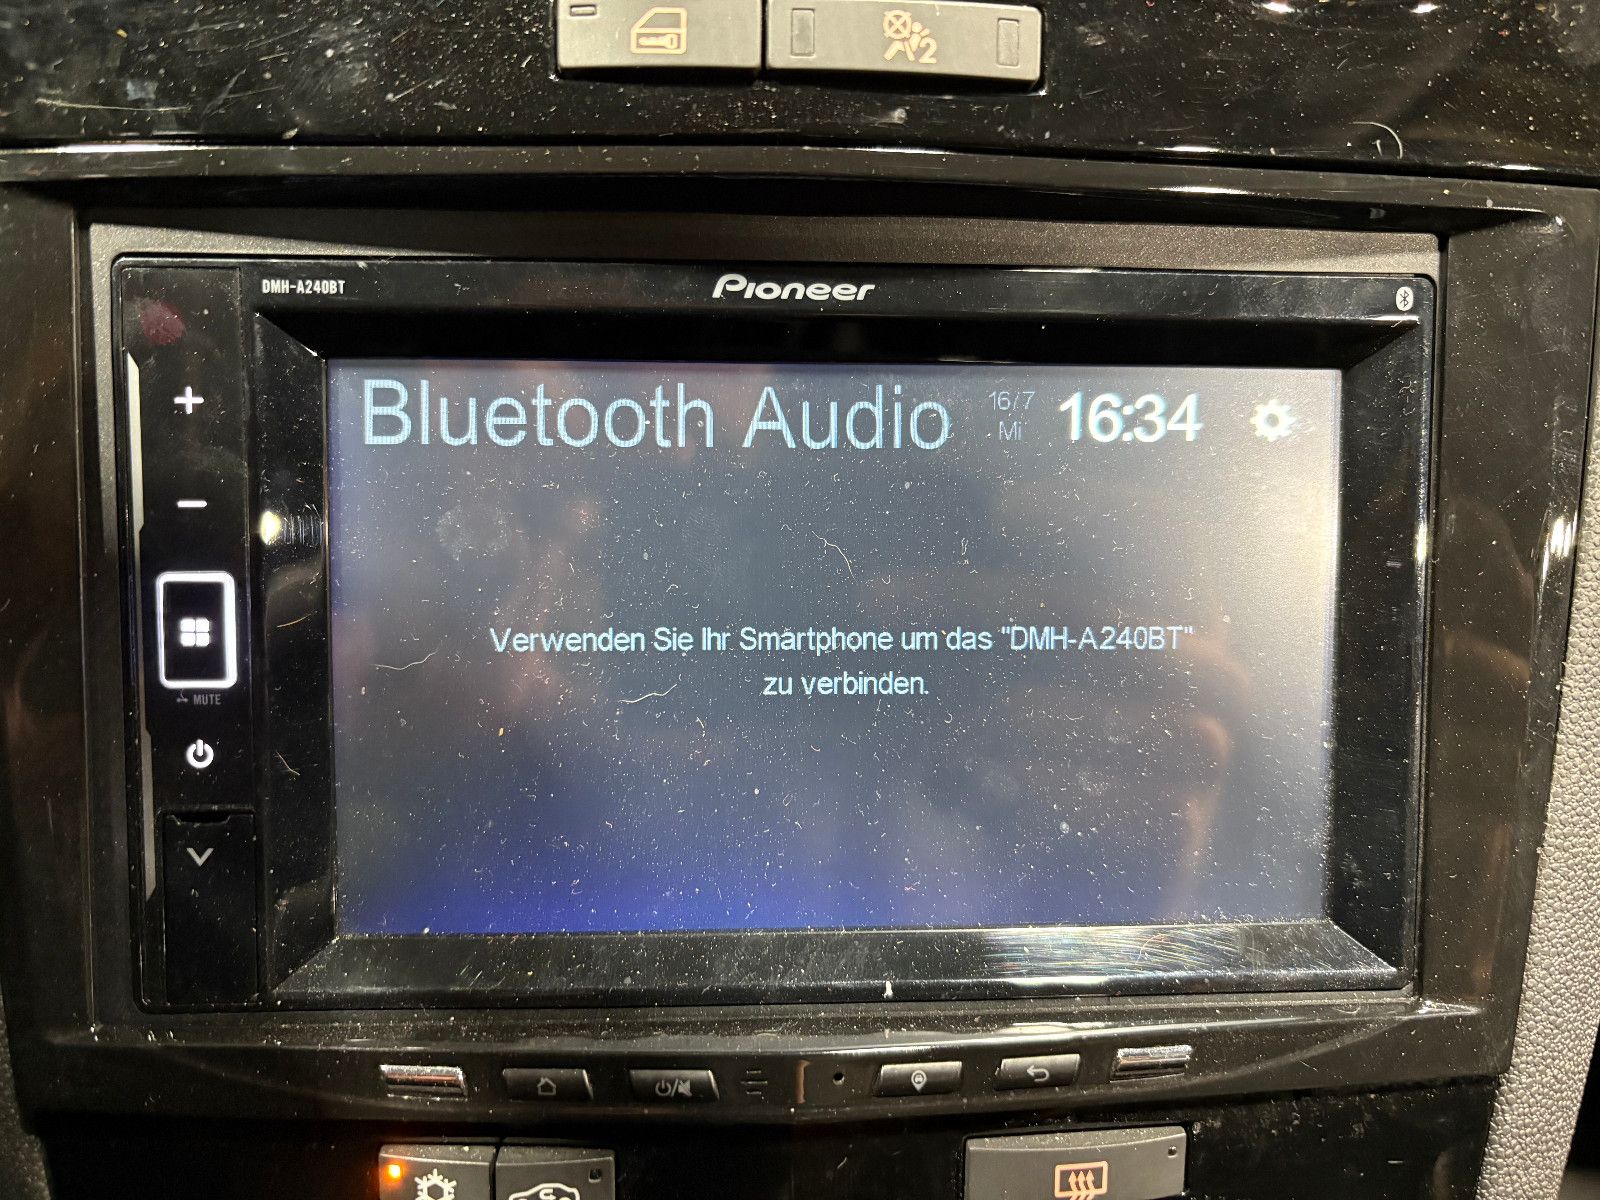 2
DMH-A240BT
Pioneer
Bluetooth Audio
16/7
Mi
16:34
Verwenden Sie Ihr Smartphone um das "DMH-A240BT"
zu verbinden.
MUTE